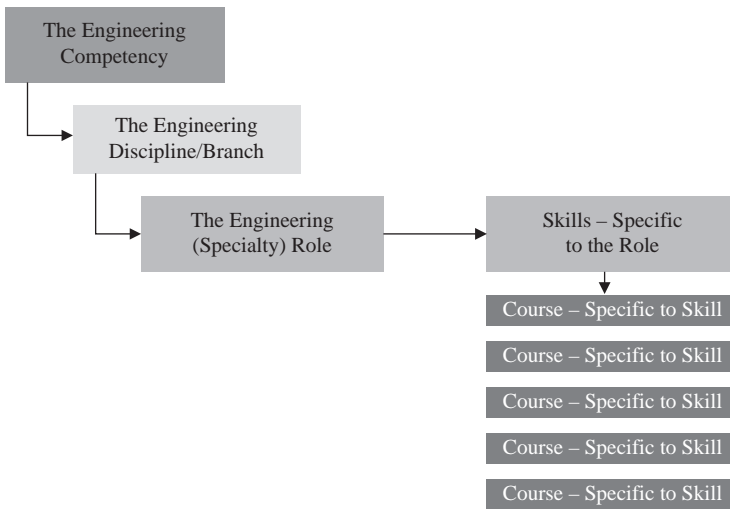 The Engineering
Competency
The Engineering
Discipline/Branch
The Engineering
(Specialty) Role
Skills – Specific
to the Role
Course – Specific to Skill
Course – Specific to Skill
Course – Specific to Skill
Course – Specific to Skill
Course – Specific to Skill